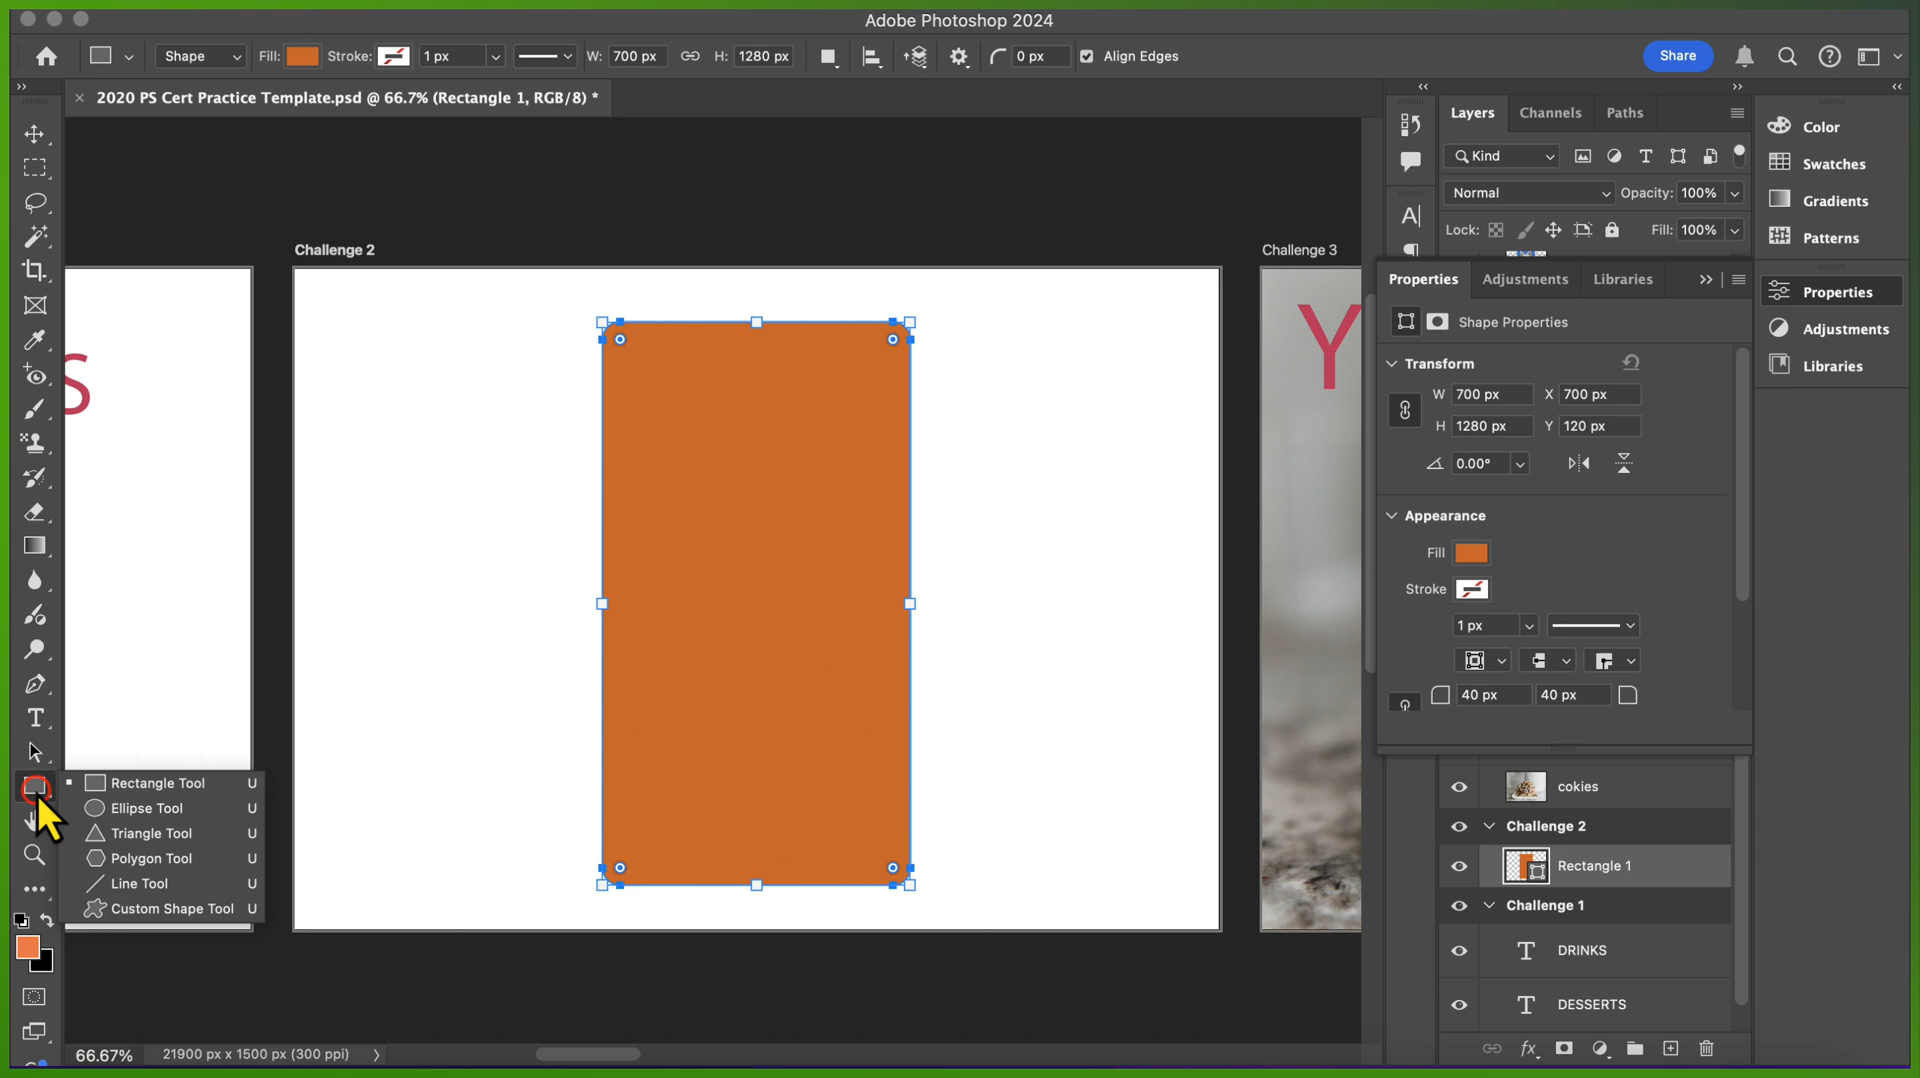 Adobe Photoshop 2024
Shape Fill: Stroke: 1 px W: 700 px H: 1280 px 0 px Align Edges Share
2020 PS Cert Practice Template.psd @ 66.7% (Rectangle 1, RGB/8) *
Challenge 2
Challenge 3
S
Y
Rectangle Tool U
Ellipse Tool U
Triangle Tool U
Polygon Tool U
Line Tool U
Custom Shape Tool U
66.67% 21900 px x 1500 px (300 ppi)
Layers Channels Paths
Kind
Normal Opacity: 100%
Lock: Fill: 100%
Properties Adjustments Libraries
Shape Properties
Transform
W 700 px X 700 px
H 1280 px Y 120 px
0.00°
Appearance
Fill
Stroke
1 px
40 px 40 px
cokies
Challenge 2
Rectangle 1
Challenge 1
T DRINKS
T DESSERTS
fx
Color
Swatches
Gradients
Patterns
Properties
Adjustments
Libraries